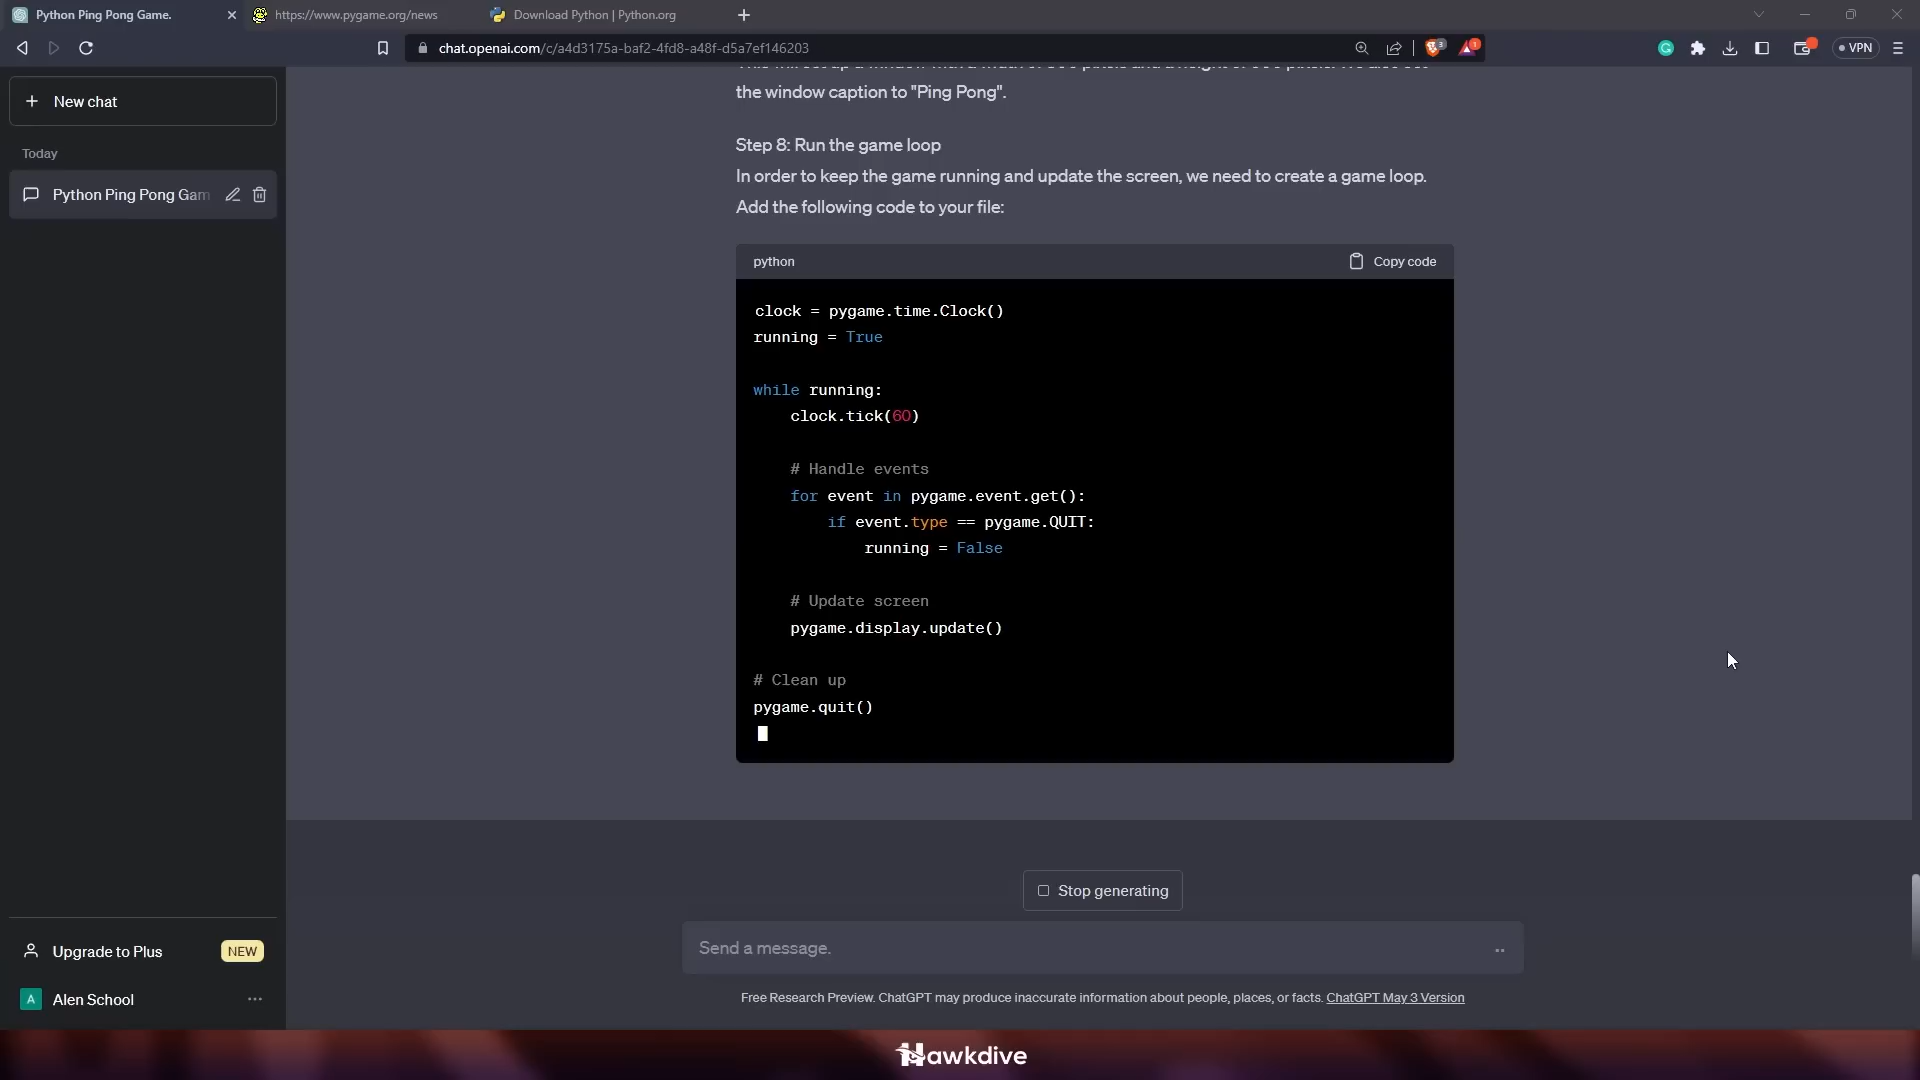 Python Ping Pong Game.
https://www.pygame.org/news
Download Python | Python.org
chat.openai.com/c/a4d3175a-baf2-4fd8-a48f-d5a7ef146203
3
1
VPN
New chat
Today
Python Ping Pong Gam
the window caption to "Ping Pong".
Step 8: Run the game loop
In order to keep the game running and update the screen, we need to create a game loop.
Add the following code to your file:
python
Copy code
clock = pygame.time.Clock()
running = True
while running:
    clock.tick(60)
    # Handle events
    for event in pygame.event.get():
        if event.type == pygame.QUIT:
            running = False
    # Update screen
    pygame.display.update()
# Clean up
pygame.quit()
Stop generating
Send a message.
Free Research Preview. ChatGPT may produce inaccurate information about people, places, or facts. ChatGPT May 3 Version
Upgrade to Plus
NEW
A
Alen School
Hawkdive